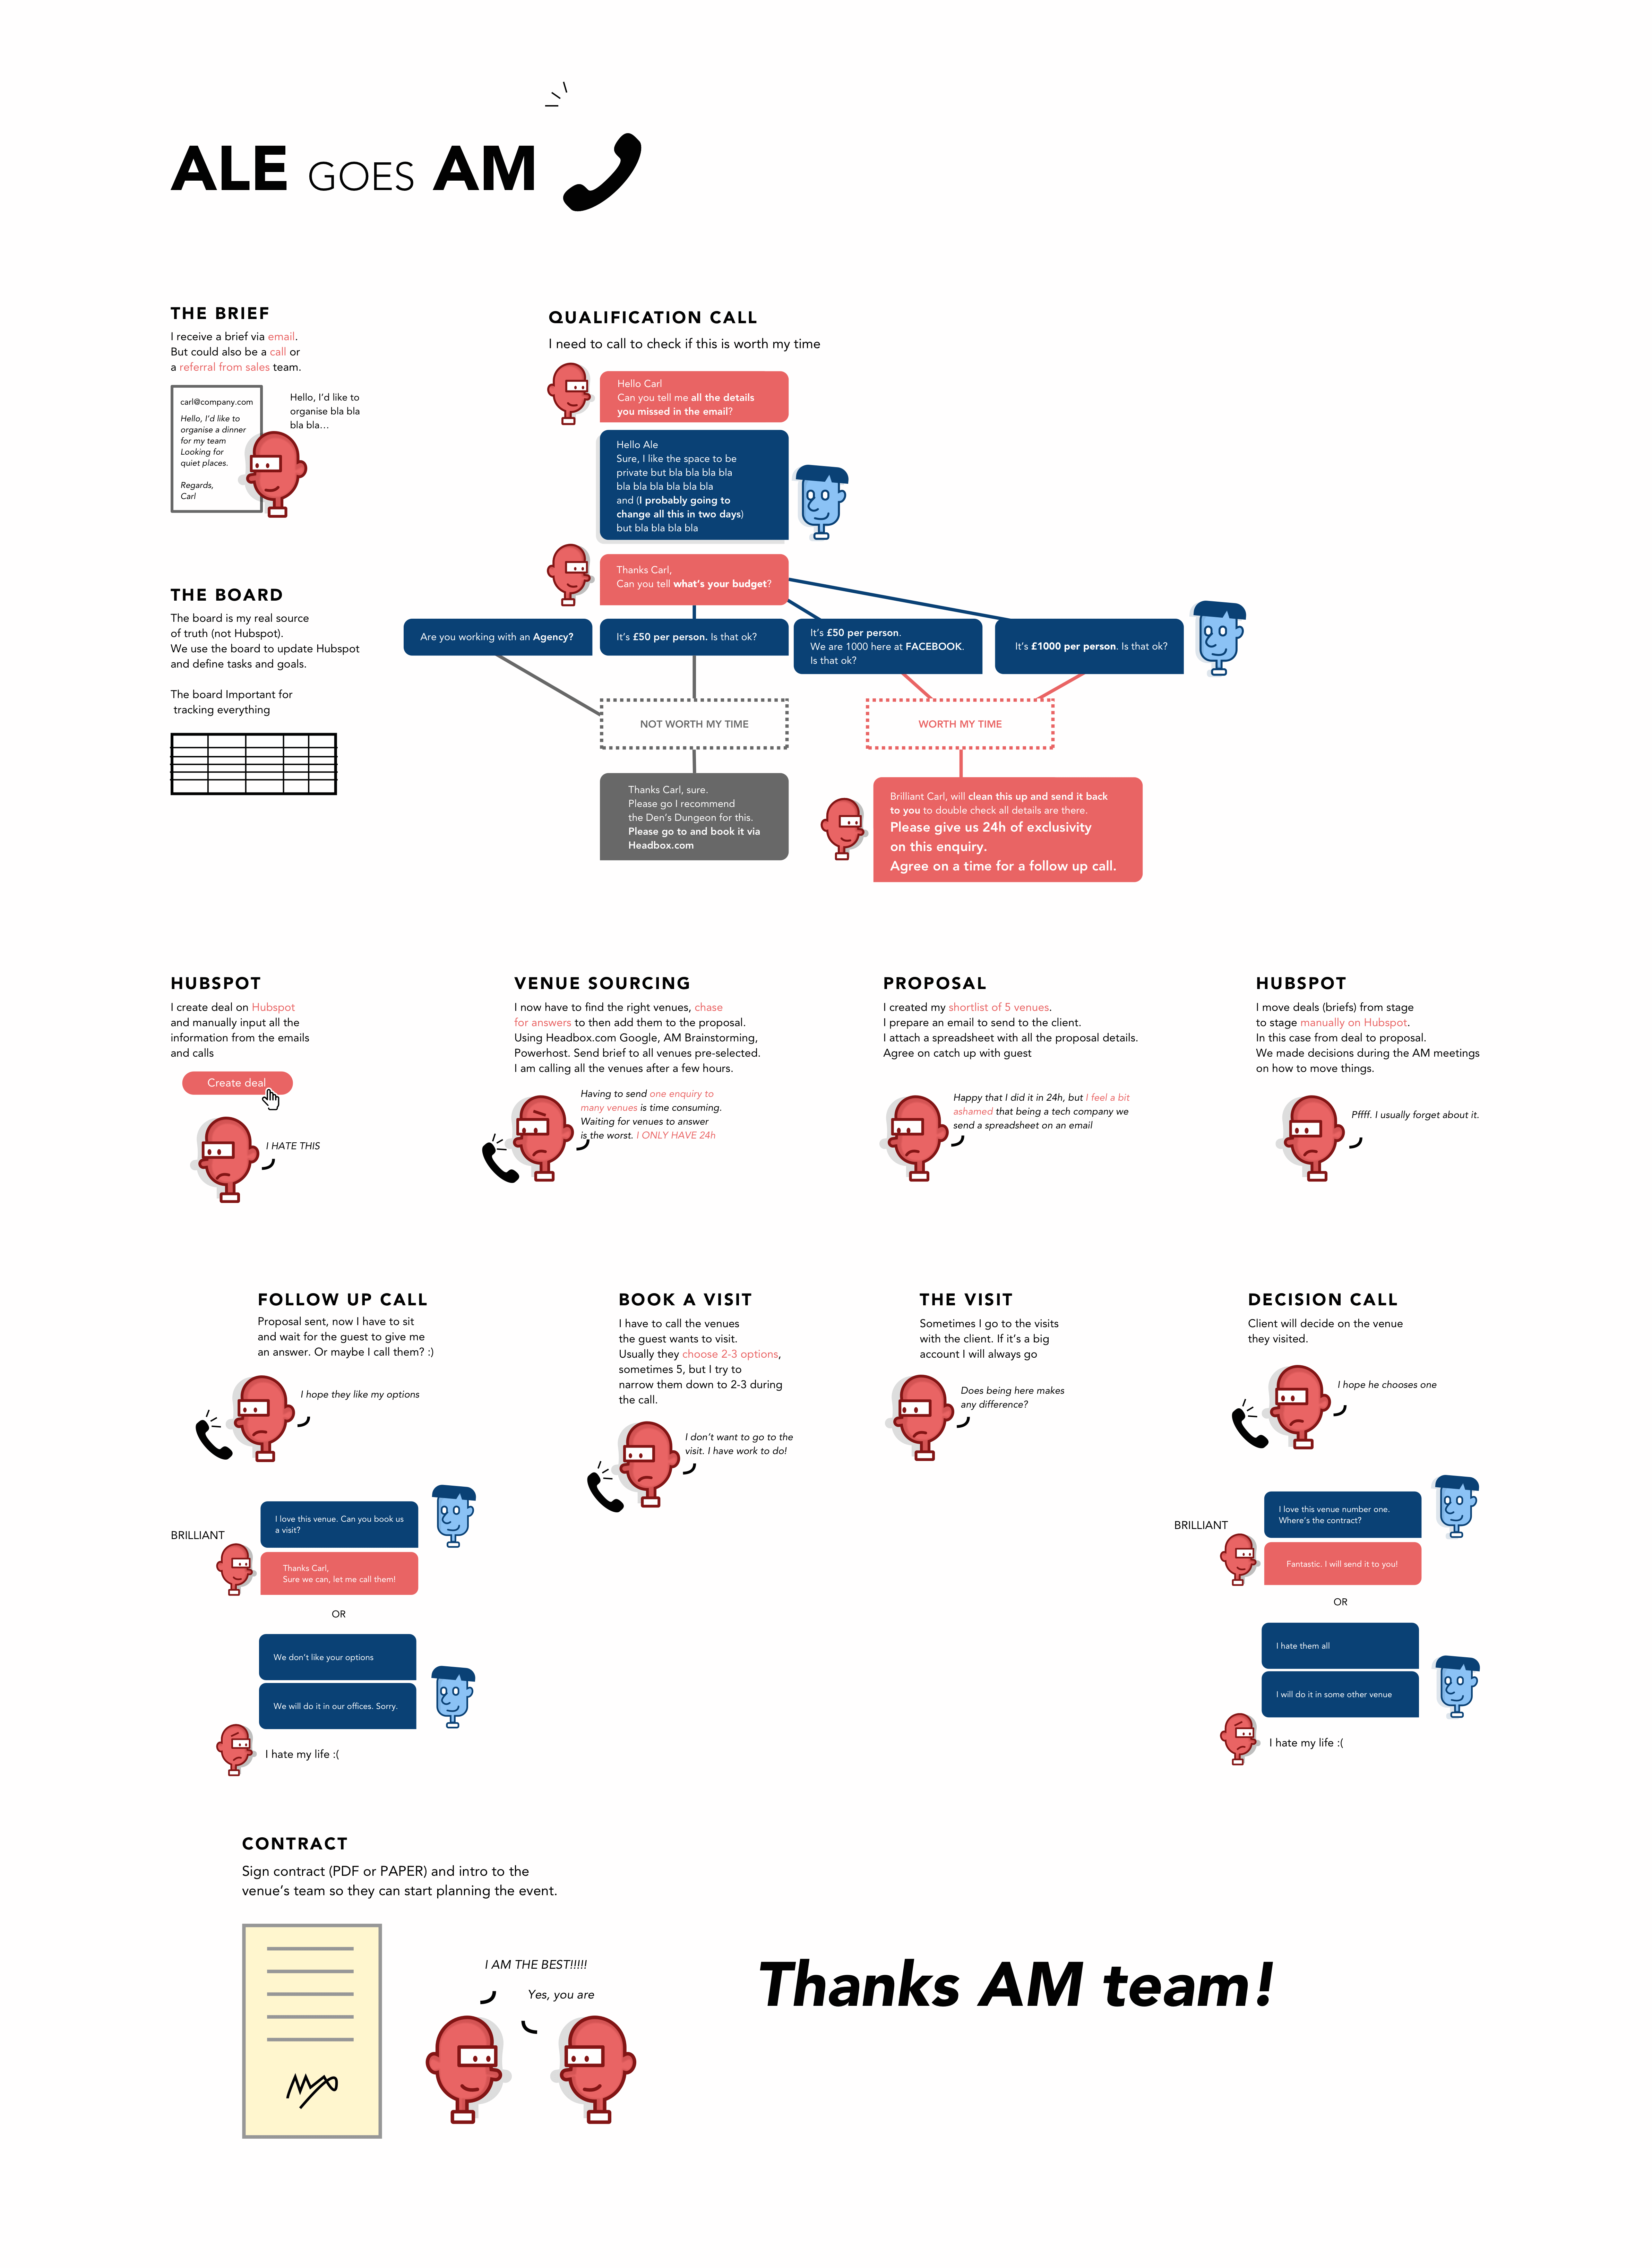 ALE GOES AM
THE BRIEF
I receive a brief via email.
But could also be a call or
a referral from sales team.
carl@company.com
Hello, I'd like to
organise a dinner
for my team
Looking for
quiet places.
Regards,
Carl
Hello, I'd like to
organise bla bla
bla bla...
THE BOARD
The board is my real source
of truth (not Hubspot).
We use the board to update Hubspot
and define tasks and goals.
The board Important for
tracking everything
QUALIFICATION CALL
I need to call to check if this is worth my time
Hello Carl
Can you tell me all the details
you missed in the email?
Hello Ale
Sure, I like the space to be
private but bla bla bla bla
bla bla bla bla bla bla
and (I probably going to
change all this in two days)
but bla bla bla bla
Thanks Carl,
Can you tell what's your budget?
Are you working with an Agency?
It's £50 per person. Is that ok?
It's £50 per person.
We are 1000 here at FACEBOOK.
Is that ok?
It's £1000 per person. Is that ok?
NOT WORTH MY TIME
WORTH MY TIME
Thanks Carl, sure.
Please go I recommend
the Den's Dungeon for this.
Please go to and book it via
Headbox.com
Brilliant Carl, will clean this up and send it back
to you to double check all details are there.
Please give us 24h of exclusivity
on this enquiry.
Agree on a time for a follow up call.
HUBSPOT
I create deal on Hubspot
and manually input all the
information from the emails
and calls
Create deal
I HATE THIS
VENUE SOURCING
I now have to find the right venues, chase
for answers to then add them to the proposal.
Using Headbox.com Google, AM Brainstorming,
Powerhost. Send brief to all venues pre-selected.
I am calling all the venues after a few hours.
Having to send one enquiry to
many venues is time consuming.
Waiting for venues to answer
is the worst. I ONLY HAVE 24h
PROPOSAL
I created my shortlist of 5 venues.
I prepare an email to send to the client.
I attach a spreadsheet with all the proposal details.
Agree on catch up with guest
Happy that I did it in 24h, but I feel a bit
ashamed that being a tech company we
send a spreadsheet on an email
HUBSPOT
I move deals (briefs) from stage
to stage manually on Hubspot.
In this case from deal to proposal.
We made decisions during the AM meetings
on how to move things.
Pffff. I usually forget about it.
FOLLOW UP CALL
Proposal sent, now I have to sit
and wait for the guest to give me
an answer. Or maybe I call them? :)
I hope they like my options
BRILLIANT
I love this venue. Can you book us
a visit?
Thanks Carl,
Sure we can, let me call them!
OR
We don't like your options
We will do it in our offices. Sorry.
I hate my life :(
BOOK A VISIT
I have to call the venues
the guest wants to visit.
Usually they choose 2-3 options,
sometimes 5, but I try to
narrow them down to 2-3 during
the call.
I don't want to go to the
visit. I have work to do!
THE VISIT
Sometimes I go to the visits
with the client. If it's a big
account I will always go
Does being here makes
any difference?
DECISION CALL
Client will decide on the venue
they visited.
I hope he chooses one
BRILLIANT
I love this venue number one.
Where's the contract?
Fantastic. I will send it to you!
OR
I hate them all
I will do it in some other venue
I hate my life :(
CONTRACT
Sign contract (PDF or PAPER) and intro to the
venue's team so they can start planning the event.
I AM THE BEST!!!!!
Yes, you are
Thanks AM team!